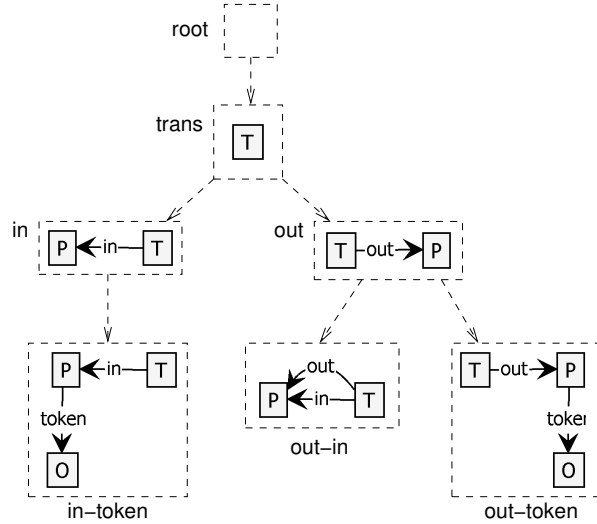 root
trans
T
in
P in T
out
T out P
P in T
token
O
in-token
out
P in T
out-in
T out P
token
O
out-token